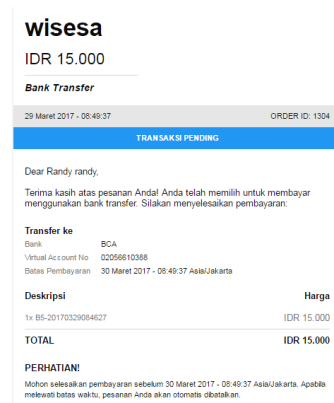 wisesa
IDR 15.000
Bank Transfer
29 Maret 2017 - 08:49:37 ORDER ID: 1304
TRANSAKSI PENDING
Dear Randy randy,
Terima kasih atas pesanan Anda! Anda telah memilih untuk membayar
menggunakan bank transfer. Silakan menyelesaikan pembayaran:
Transfer ke
Bank BCA
Virtual Account No 02056610388
Batas Pembayaran 30 Maret 2017 - 08:49:37 Asia/Jakarta
Deskripsi Harga
1x B5-20170329084627 IDR 15.000
TOTAL IDR 15.000
PERHATIAN!
Mohon selesaikan pembayaran sebelum 30 Maret 2017 - 08:49:37 Asia/Jakarta. Apabila
melewati batas waktu, pesanan Anda akan otomatis dibatalkan.